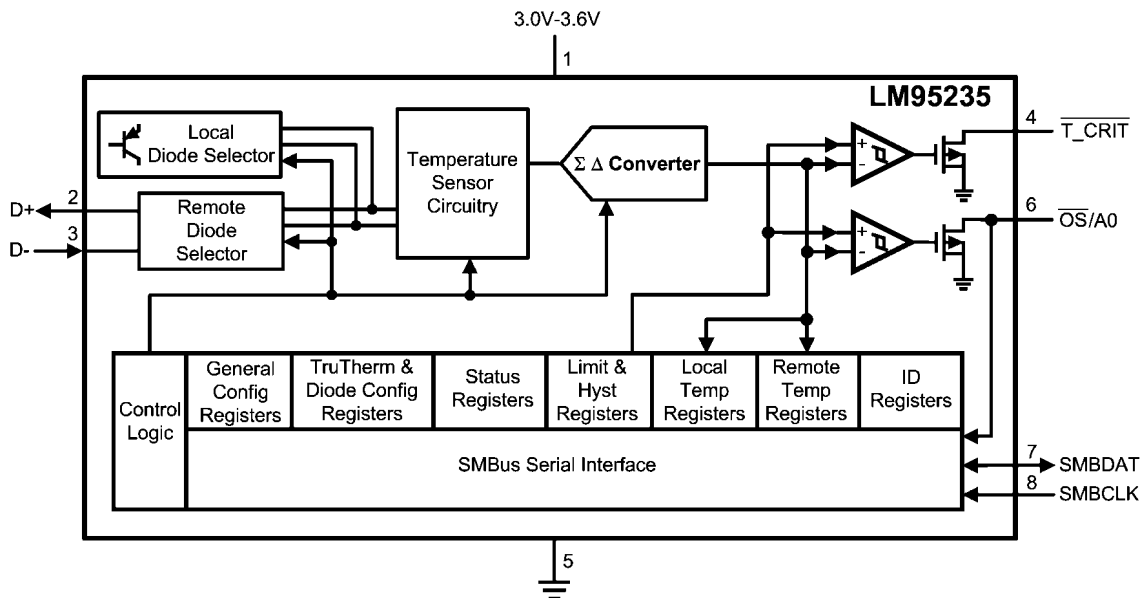 3.0V-3.6V
1
LM95235
Local
Diode Selector
Temperature
Sensor
Circuitry
Σ Δ Converter
+
-
4
T_CRIT
D+
2
D-
3
Remote
Diode
Selector
+
-
6
OS/A0
Control
Logic
General
Config
Registers
TruTherm &
Diode Config
Registers
Status
Registers
Limit &
Hyst
Registers
Local
Temp
Registers
Remote
Temp
Registers
ID
Registers
SMBus Serial Interface
7
SMBDAT
8
SMBCLK
5